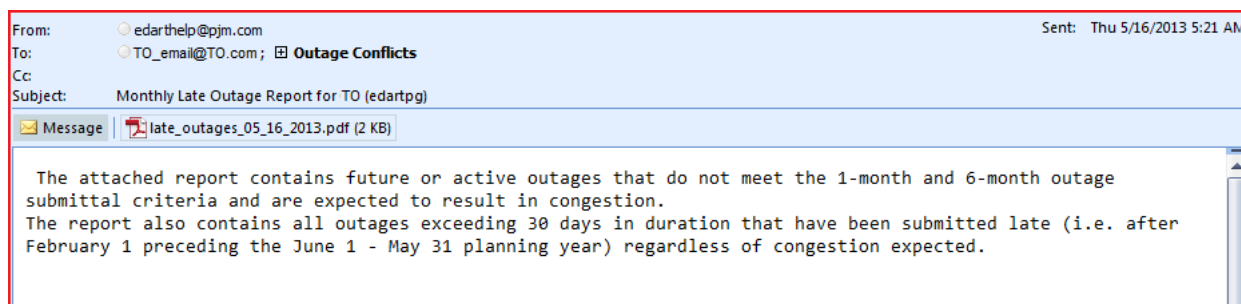 From: edarthelp@pjm.com Sent: Thu 5/16/2013 5:21 AM
To: TO_email@TO.com; Outage Conflicts
Cc:
Subject: Monthly Late Outage Report for TO (edartpg)
Message late_outages_05_16_2013.pdf (2 KB)
The attached report contains future or active outages that do not meet the 1-month and 6-month outage
submittal criteria and are expected to result in congestion.
The report also contains all outages exceeding 30 days in duration that have been submitted late (i.e. after
February 1 preceding the June 1 - May 31 planning year) regardless of congestion expected.